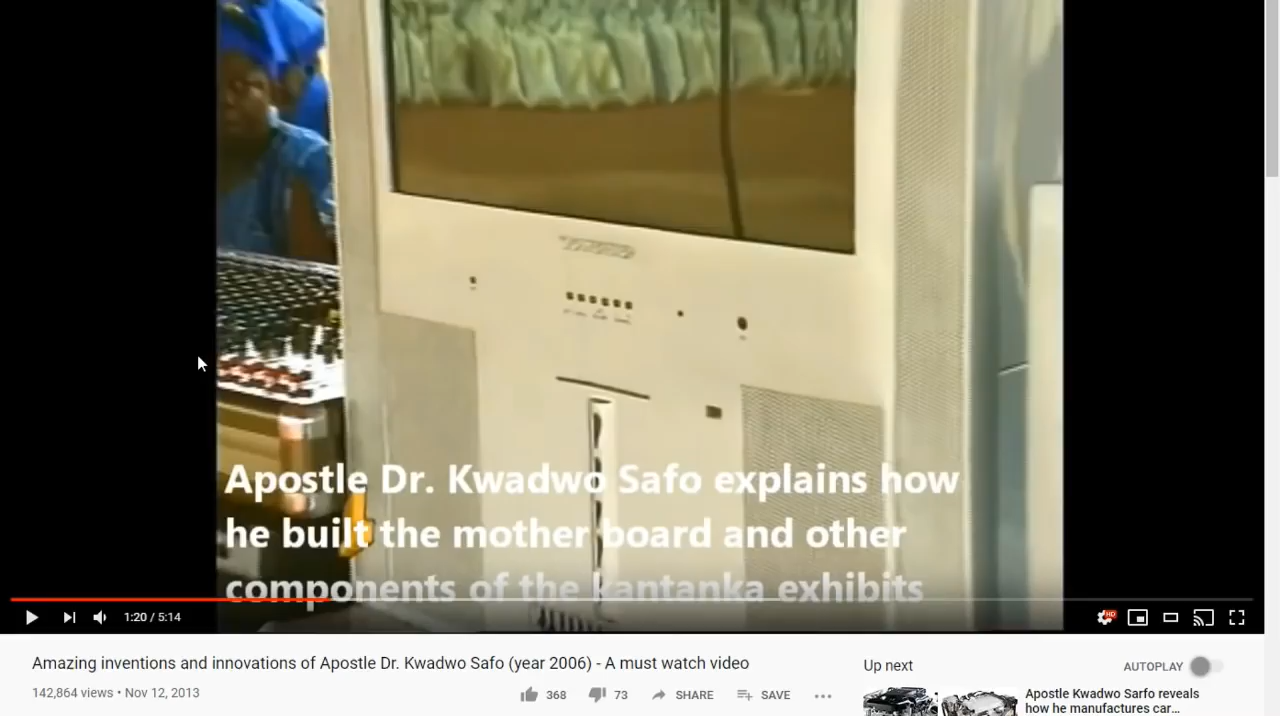 Apostle Dr. Kwadwo Safo explains how
he built the mother board and other
components of the kantanka exhibits
1:20 / 5:14
HD
Amazing inventions and innovations of Apostle Dr. Kwadwo Safo (year 2006) - A must watch video
142,864 views • Nov 12, 2013
368
73
SHARE
SAVE
Up next
AUTOPLAY
Apostle Kwadwo Sarfo reveals
how he manufactures car...